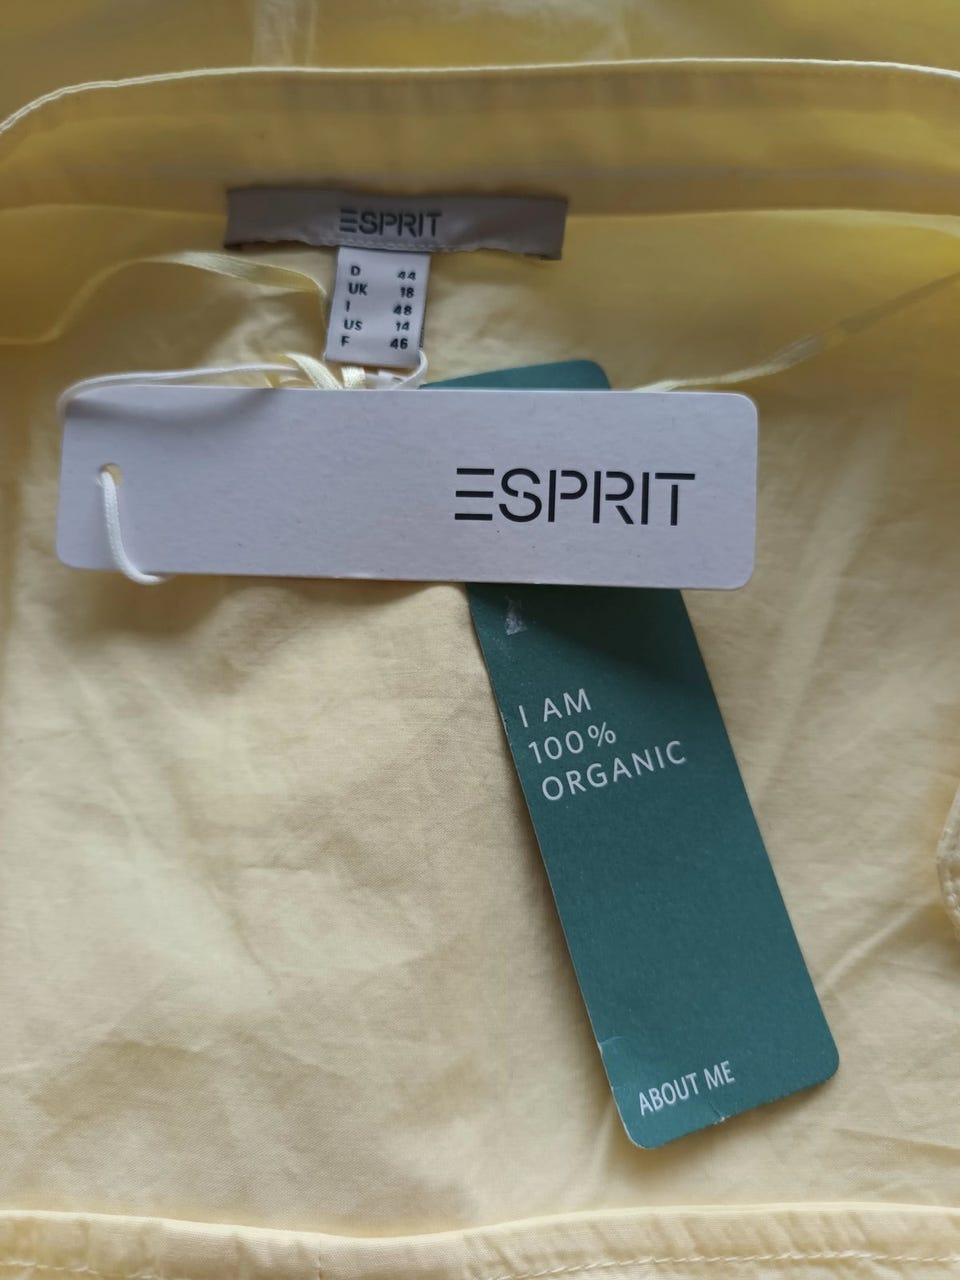 ESPRIT
D 44
UK 18
I 48
US 14
F 46
ESPRIT
I AM
100%
ORGANIC
ABOUT ME